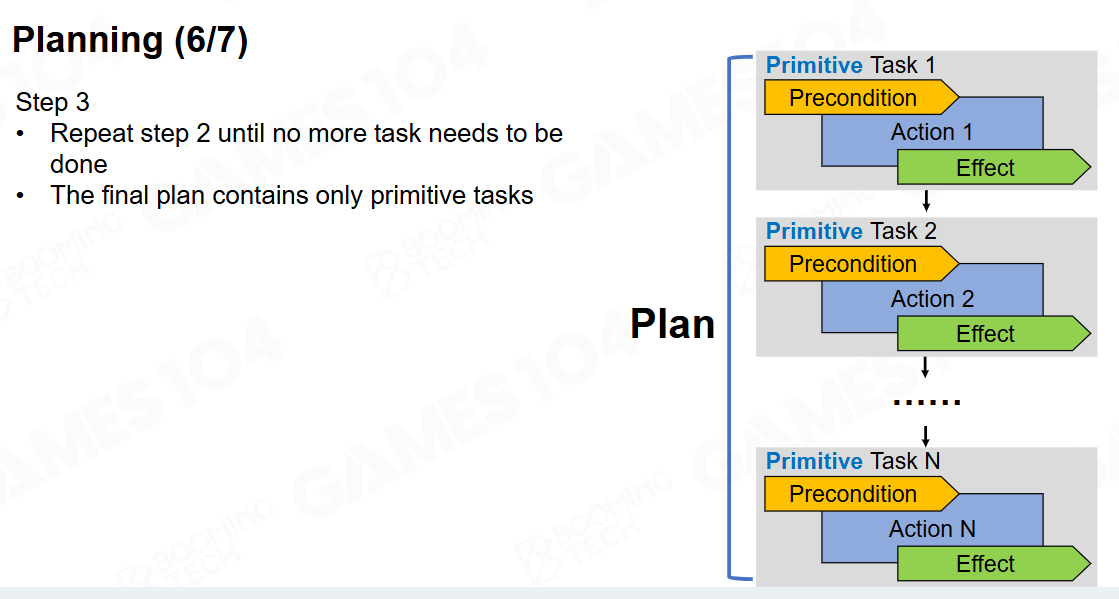 Planning (6/7)
Step 3
• Repeat step 2 until no more task needs to be
done
• The final plan contains only primitive tasks
Plan
Primitive Task 1
Precondition
Action 1
Effect
Primitive Task 2
Precondition
Action 2
Effect
......
Primitive Task N
Precondition
Action N
Effect
GAMES104
BOOMING
TECH